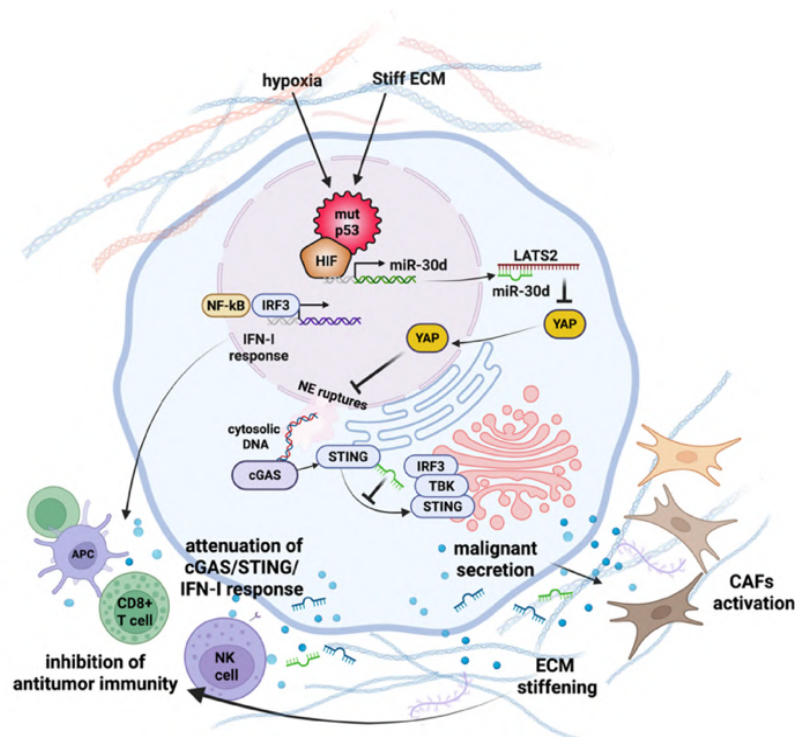 hypoxia
Stiff ECM
mut
p53
HIF
miR-30d
LATS2
miR-30d
YAP
NF-kB
IRF3
IFN-I
response
YAP
NE ruptures
cytosolic
DNA
cGAS
STING
IRF3
TBK
STING
APC
CD8+
T cell
attenuation of
cGAS/STING/
IFN-I response
malignant
secretion
CAFs
activation
NK
cell
inhibition of
antitumor immunity
ECM
stiffening